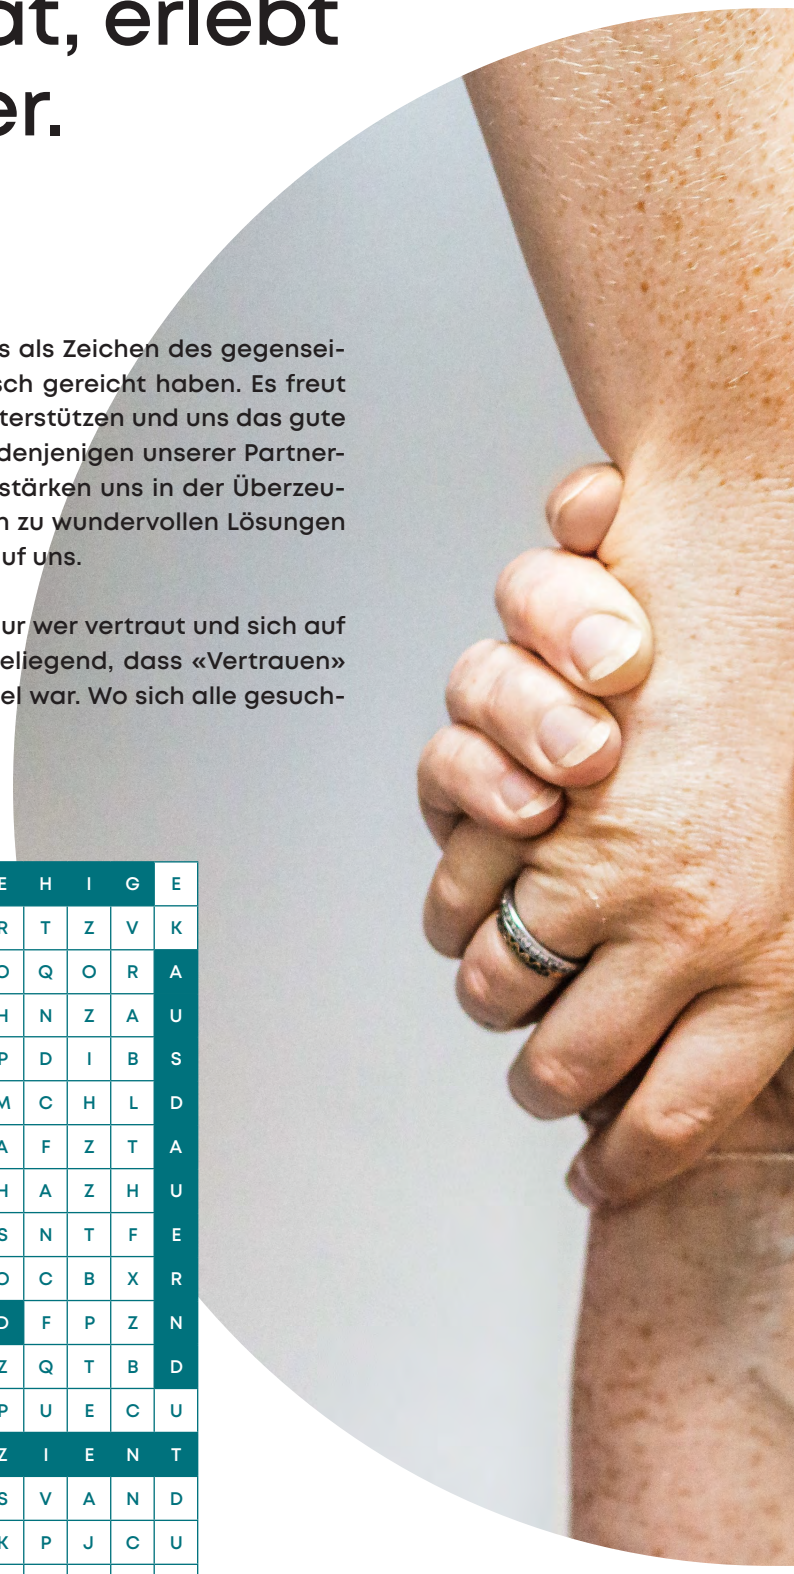 at, erlebt
er.
s als Zeichen des gegensei-
sch gereicht haben. Es freut
terstützen und uns das gute
denjenigen unserer Partner-
stärken uns in der Überzeu-
n zu wundervollen Lösungen
uf uns.
ur wer vertraut und sich auf
eliegend, dass «Vertrauen»
el war. Wo sich alle gesuch-
E H I G E
R T Z V K
O Q O R A
H N Z A U
P D I B S
M C H L D
A F Z T A
H A Z H U
S N T F E
O C B X R
D F P Z N
Z Q T B D
P U E C U
Z I E N T
S V A N D
K P J C U